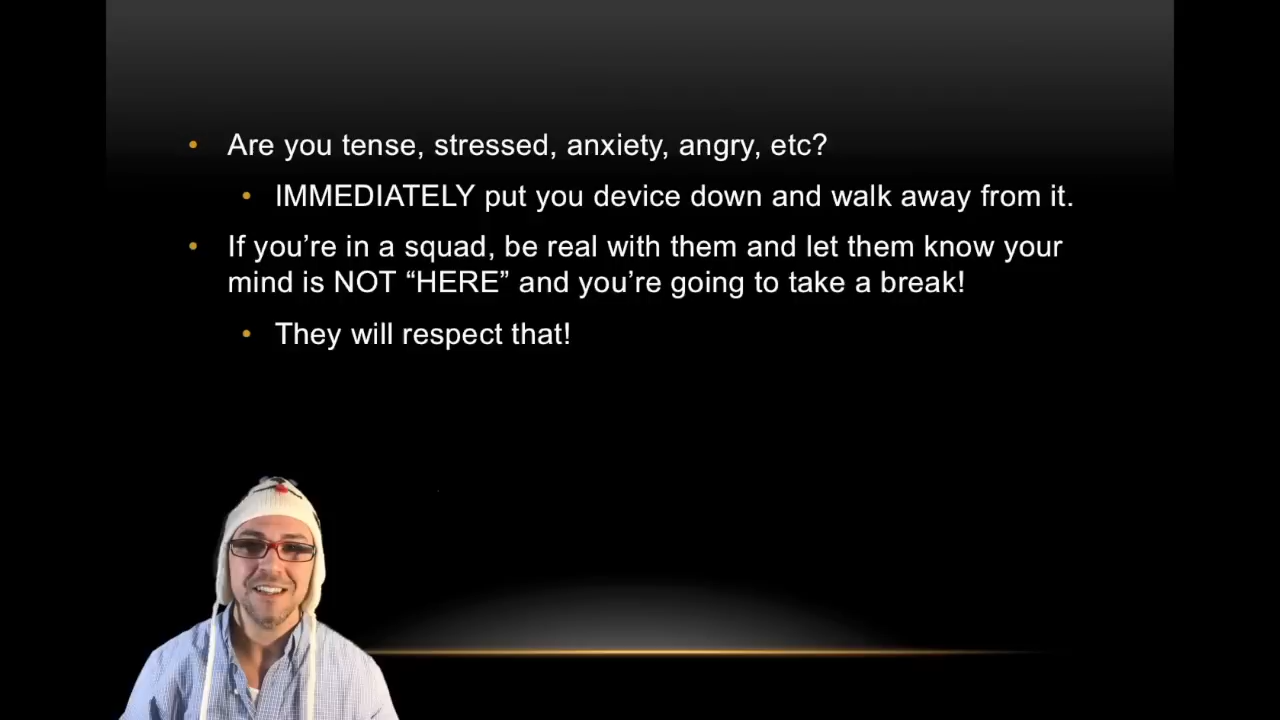 Are you tense, stressed, anxiety, angry, etc?
IMMEDIATELY put you device down and walk away from it.
If you’re in a squad, be real with them and let them know your
mind is NOT “HERE” and you’re going to take a break!
They will respect that!